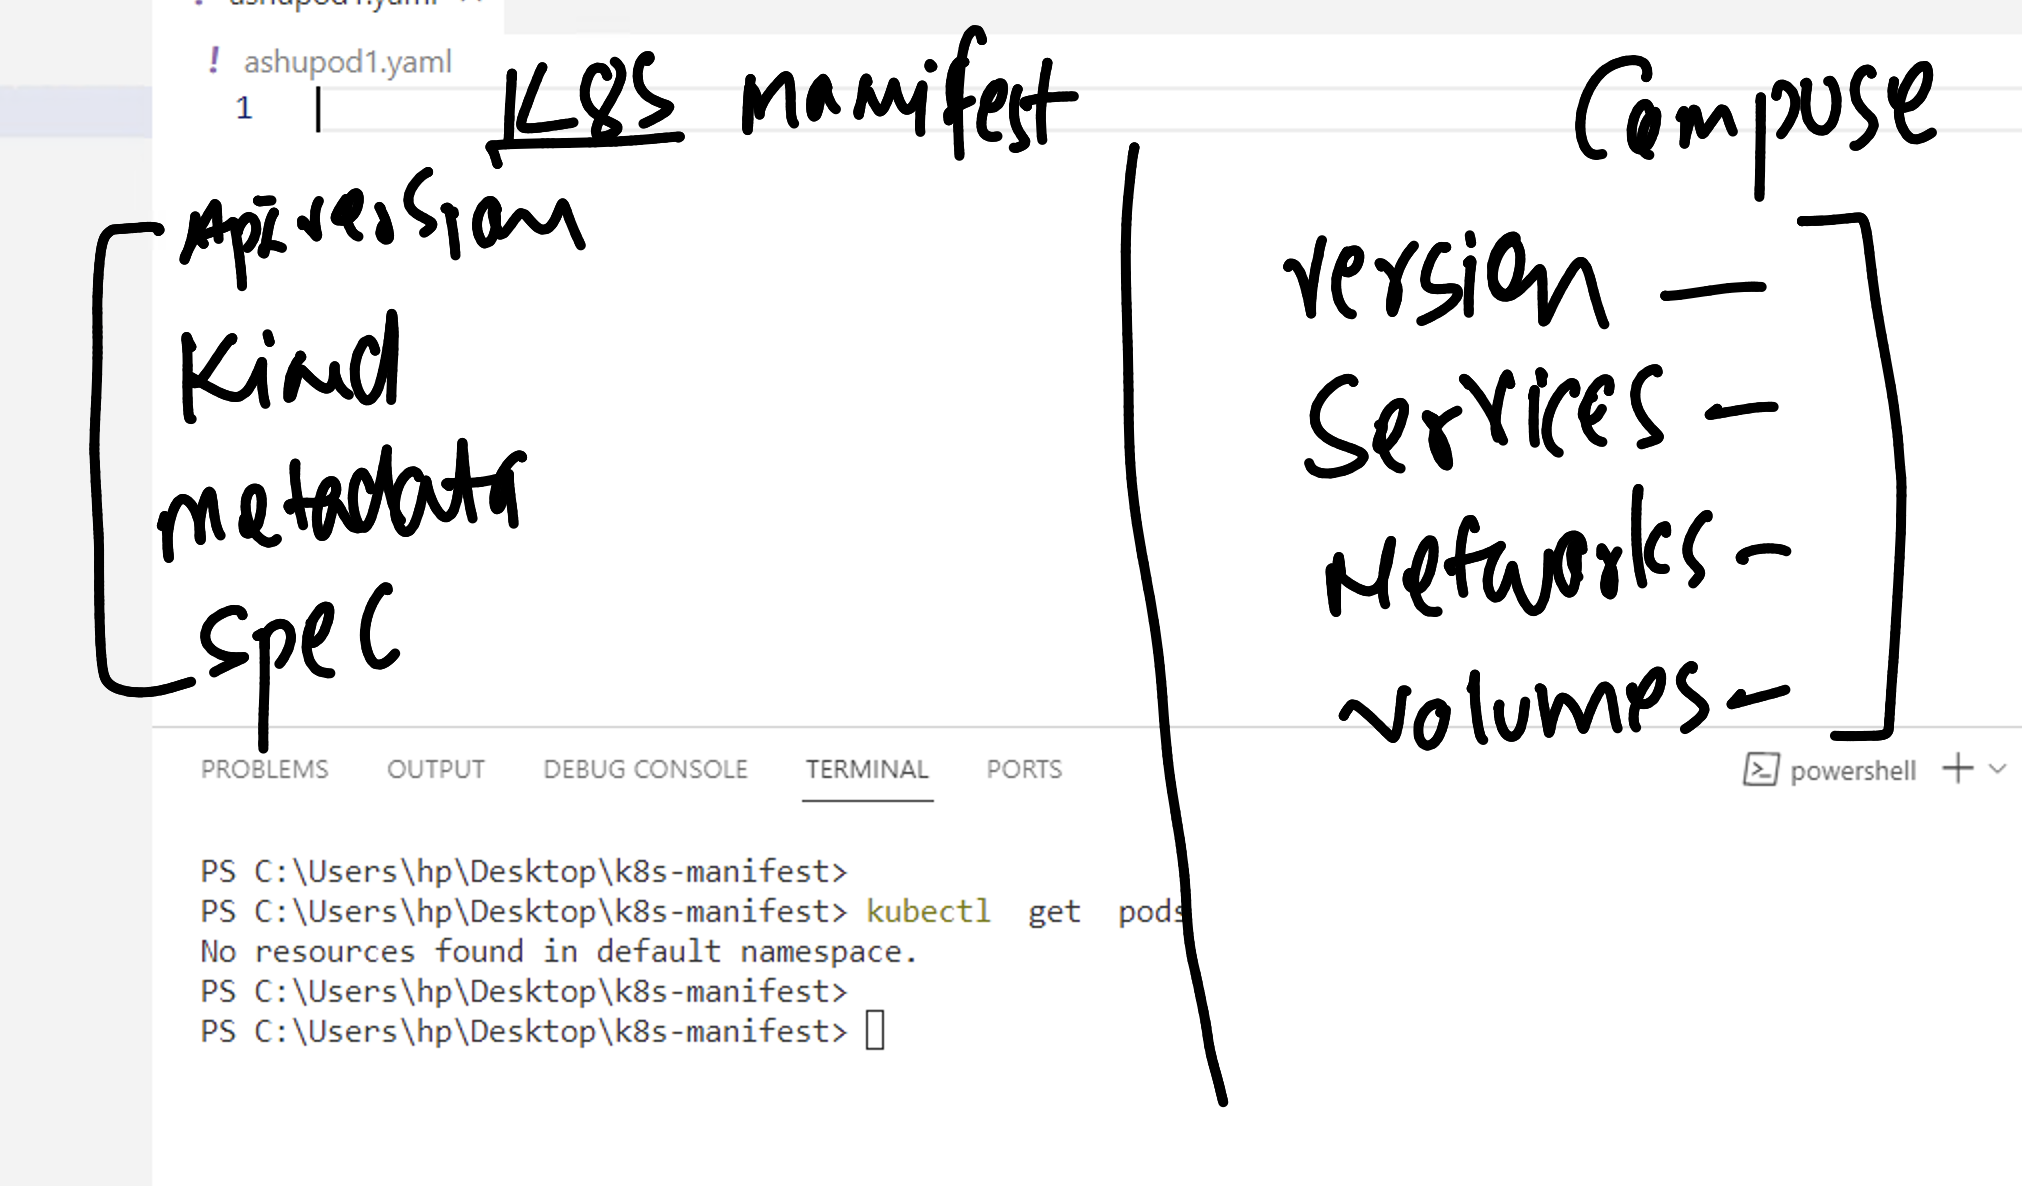 ! ashupod1.yaml
! ashupod1.yaml
1
K8S manifest
Apiversion
Kind
metadata
spec
Compose
version -
Services -
Networks -
volumes -
PROBLEMS OUTPUT DEBUG CONSOLE TERMINAL PORTS powershell
PS C:\Users\hp\Desktop\k8s-manifest>
PS C:\Users\hp\Desktop\k8s-manifest> kubectl get pods
No resources found in default namespace.
PS C:\Users\hp\Desktop\k8s-manifest>
PS C:\Users\hp\Desktop\k8s-manifest>